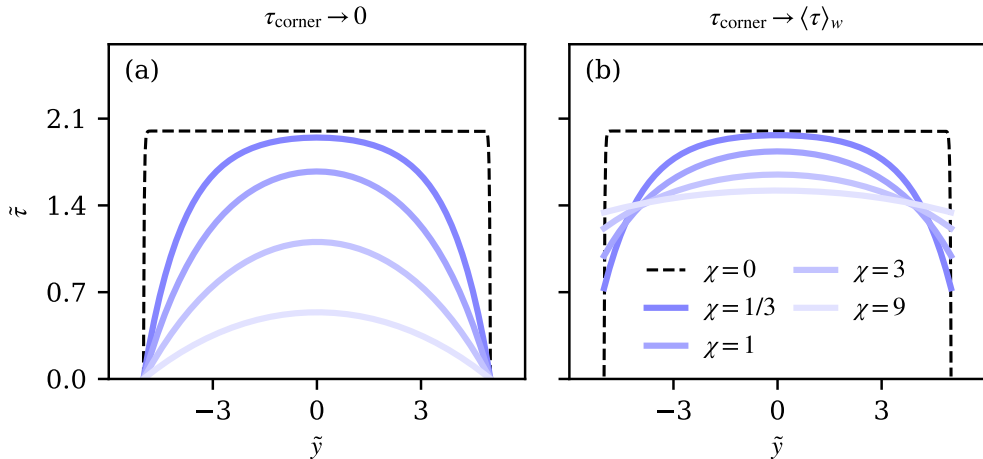 τ_corner → 0
τ_corner → ⟨τ⟩_w
(a)
(b)
2.1
1.4
0.7
0.0
τ̃
−3 0 3
−3 0 3
ỹ
ỹ
χ = 0
χ = 1/3
χ = 1
χ = 3
χ = 9